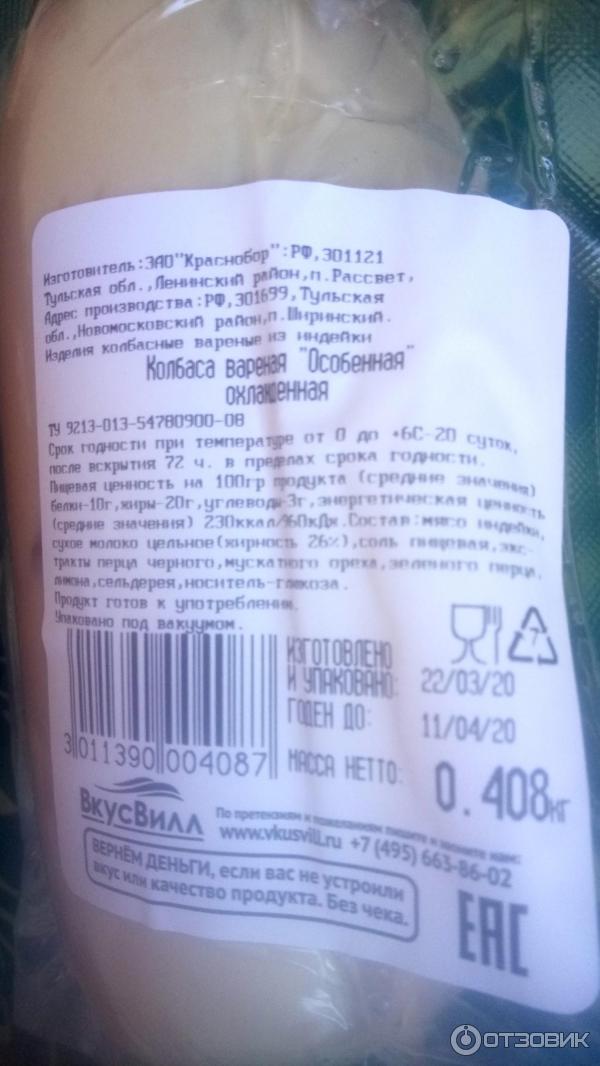 Изготовитель:ЗАО"Краснобор":РФ,301121
Тульская обл.,Ленинский район,п.Рассвет,
Адрес производства:РФ,301699,Тульская
обл.,Новомосковский район,п.Ширинский.
Изделия колбасные вареные из индейки
Колбаса вареная "Особенная"
охлажденная
ТУ 9213-013-54780900-08
Срок годности при температуре от 0 до +6С-20 суток,
после вскрытия 72 ч. в пределах срока годности.
Пищевая ценность на 100гр продукта (средние значения)
белки-10г,жиры-20г,углеводы-3г,энергетическая ценность
(средние значения) 230ккал/960кДж.Состав:мясо индейки,
сухое молоко цельное(жирность 26%),соль пищевая,экс-
тракты перца черного,мускатного ореха,зеленого перца,
лимона,сельдерея,носитель-глюкоза.
Продукт готов к употреблению.
Упаковано под вакуумом.
7
ИЗГОТОВЛЕНО
И УПАКОВАНО: 22/03/20
ГОДЕН ДО: 11/04/20
МАССА НЕТТО: 0.408кг
3 011390 004087
ВкусВилл
По претензиям и пожеланиям пишите и звоните нам:
www.vkusvill.ru +7 (495) 663-86-02
ВЕРНЁМ ДЕНЬГИ, если вас не устроили
вкус или качество продукта. Без чека.
EAC
ОТЗОВИК